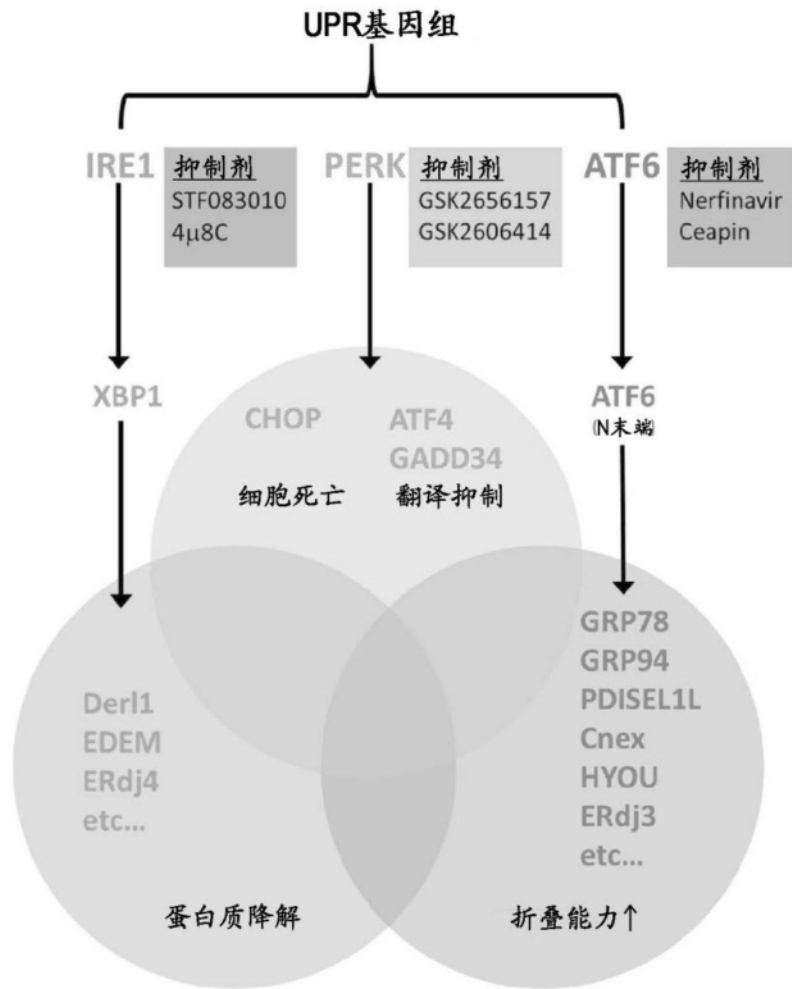 UPR基因组
IRE1
抑制剂
STF083010
4μ8C
PERK
抑制剂
GSK2656157
GSK2606414
ATF6
抑制剂
Nerfinavir
Ceapin
XBP1
CHOP
ATF4
GADD34
细胞死亡
翻译抑制
ATF6
(N末端)
Derl1
EDEM
ERdj4
etc...
蛋白质降解
GRP78
GRP94
PDISEL1L
Cnex
HYOU
ERdj3
etc...
折叠能力↑